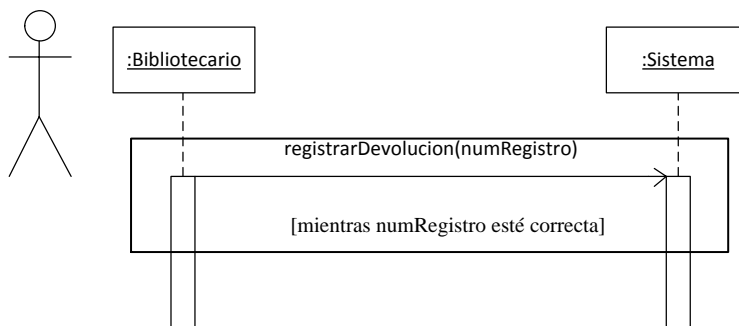 :Bibliotecario
:Sistema
registrarDevolucion(numRegistro)
[mientras numRegistro esté correcta]